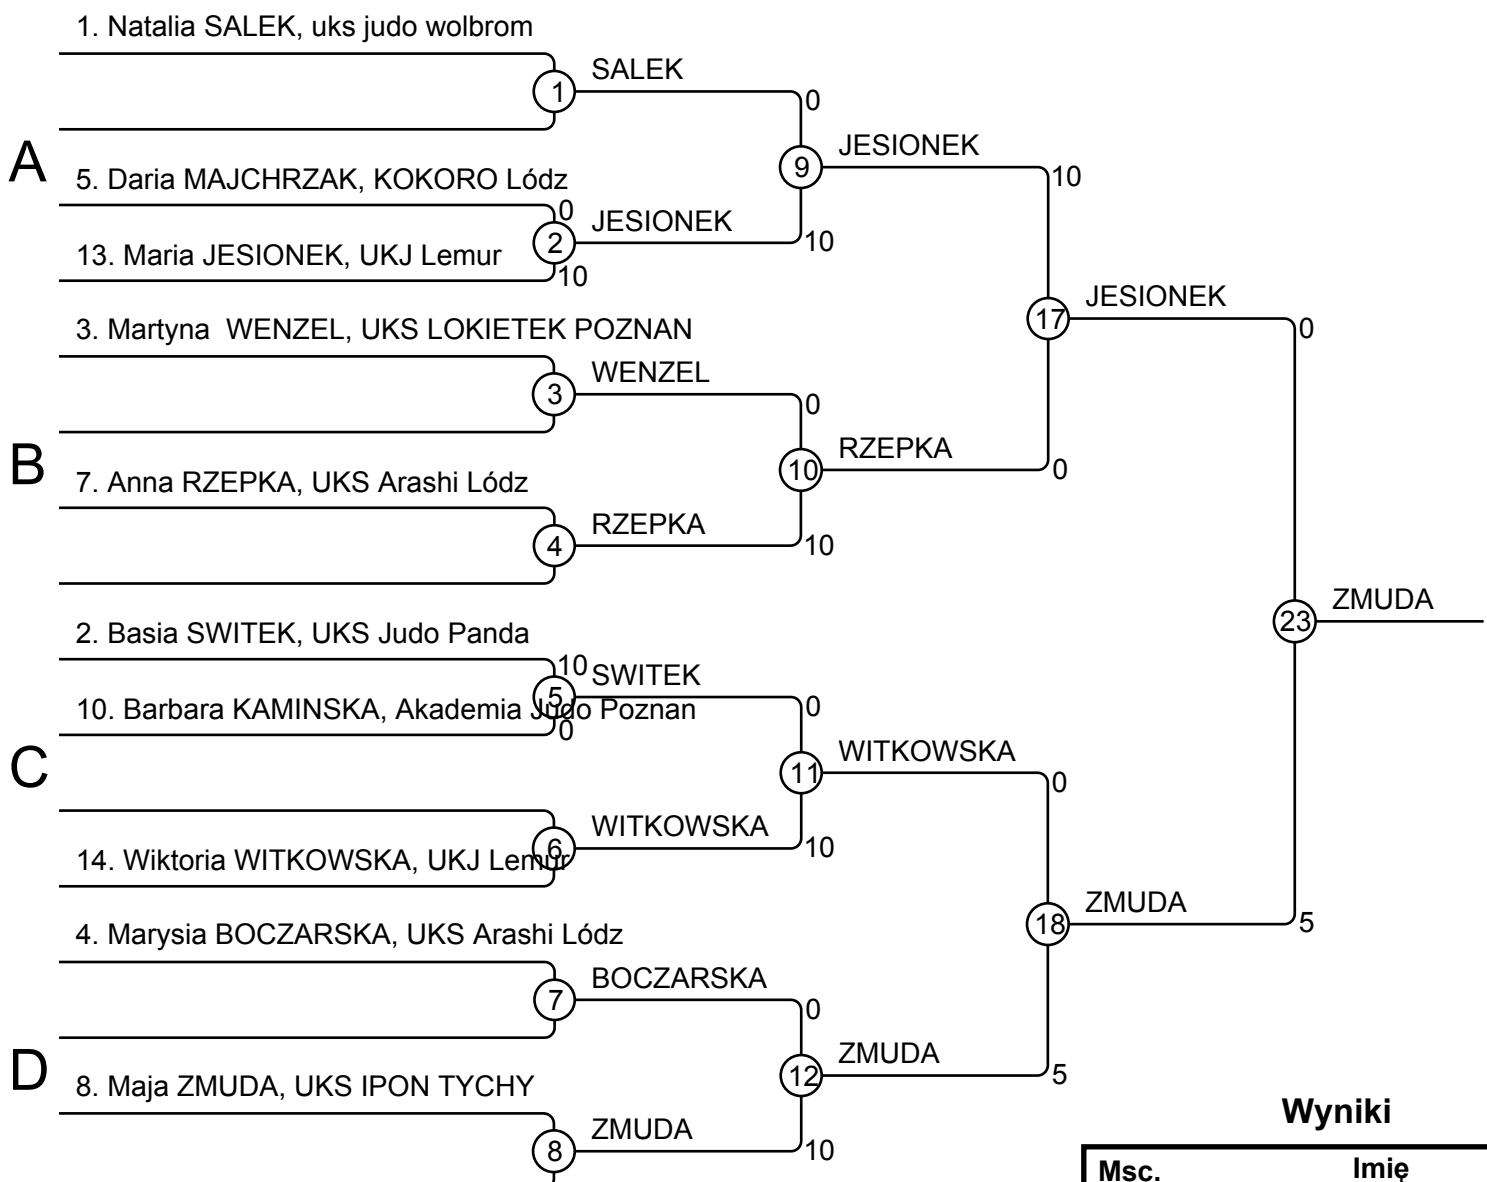 1. Natalia SALEK, uks judo wolbrom
SALEK
1
0
A
JESIONEK
9
10
5. Daria MAJCHRZAK, KOKORO Lódz
0
JESIONEK
2
10
13. Maria JESIONEK, UKJ Lemur
10
JESIONEK
17
0
3. Martyna  WENZEL, UKS LOKIETEK POZNAN
WENZEL
3
0
B
RZEPKA
10
0
7. Anna RZEPKA, UKS Arashi Lódz
RZEPKA
4
10
ZMUDA
23
2. Basia SWITEK, UKS Judo Panda
10
SWITEK
5
0
10. Barbara KAMINSKA, Akademia Judo Poznan
0
C
WITKOWSKA
11
0
WITKOWSKA
6
10
14. Wiktoria WITKOWSKA, UKJ Lemur
ZMUDA
18
5
4. Marysia BOCZARSKA, UKS Arashi Lódz
BOCZARSKA
7
0
D
ZMUDA
12
5
8. Maja ZMUDA, UKS IPON TYCHY
ZMUDA
8
10
Wyniki
Msc. Imię